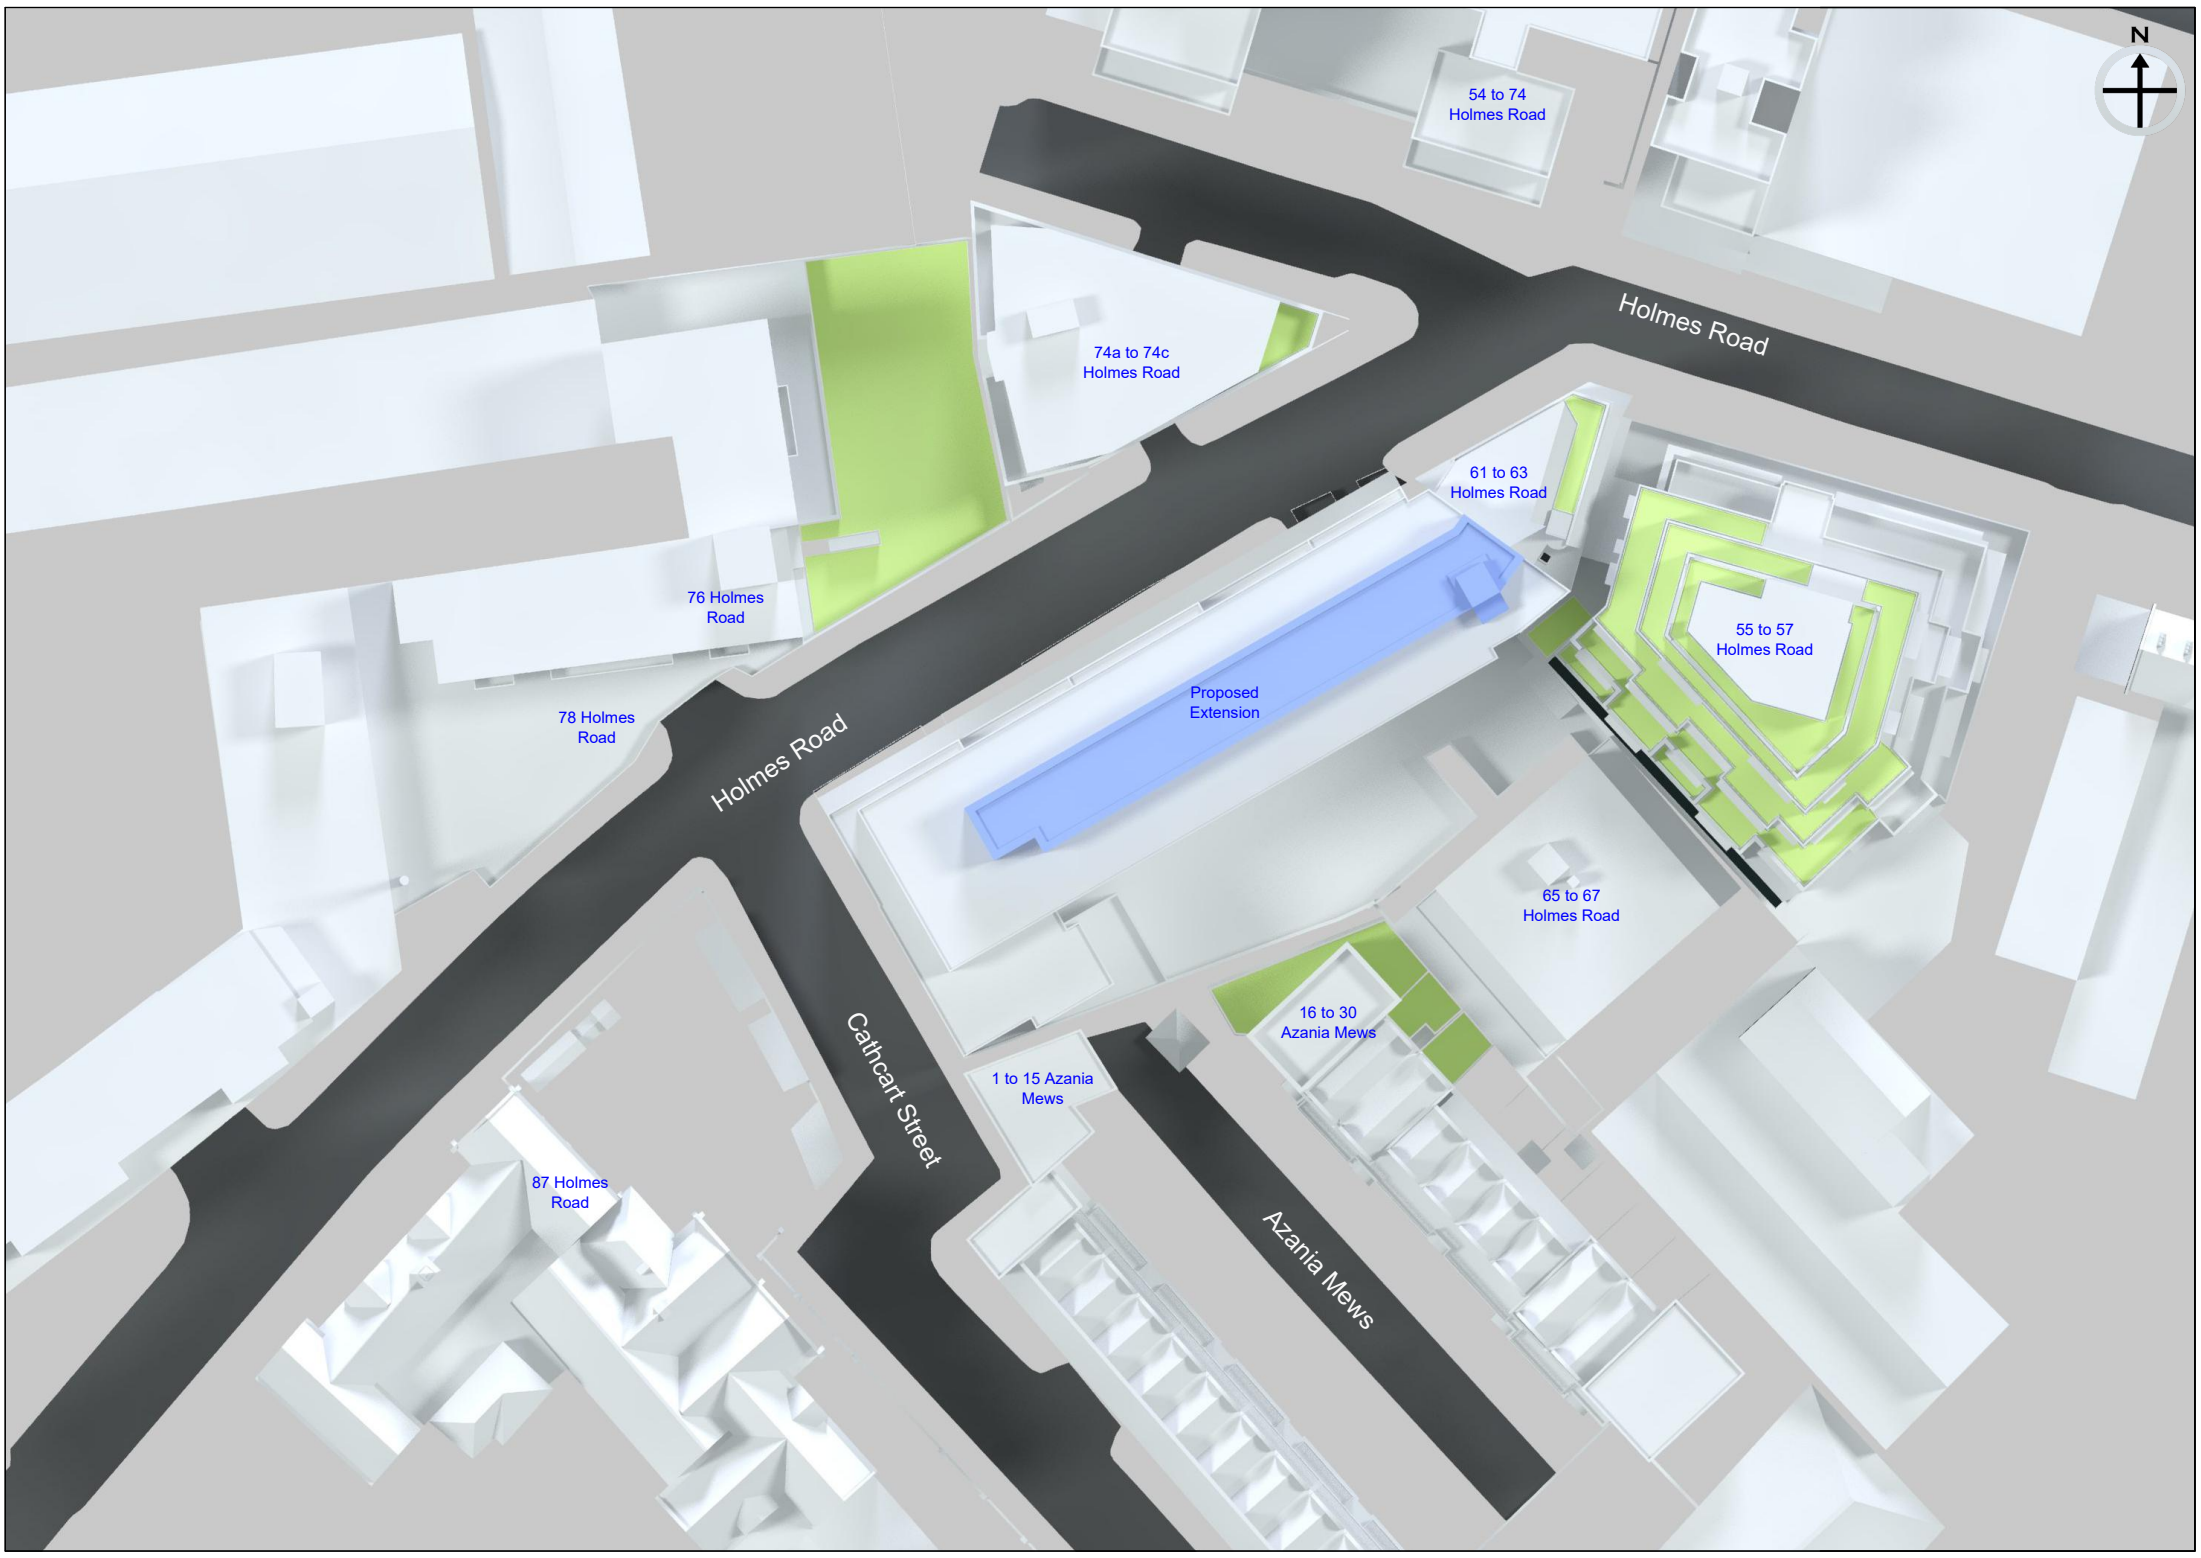 N
54 to 74
Holmes Road
Holmes Road
74a to 74c
Holmes Road
61 to 63
Holmes Road
76 Holmes
Road
55 to 57
Holmes Road
Proposed
Extension
78 Holmes
Road
Holmes Road
65 to 67
Holmes Road
16 to 30
Azania Mews
Cathcart Street
1 to 15 Azania
Mews
87 Holmes
Road
Azania Mews